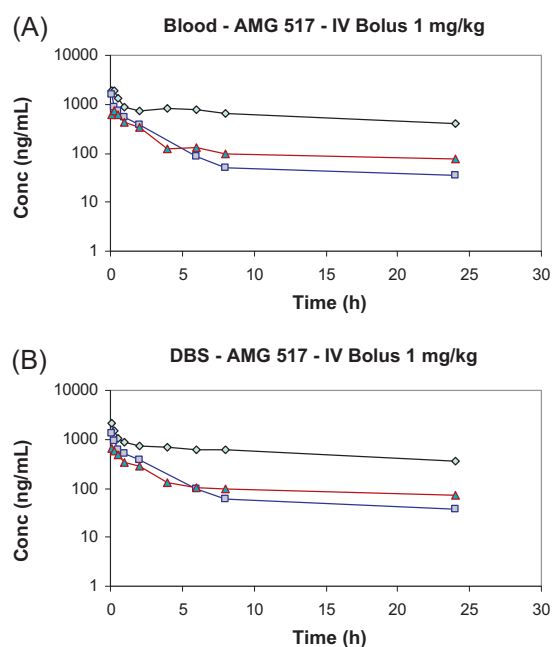 (A)
Blood - AMG 517 - IV Bolus 1 mg/kg
10000
1000
100
10
1
Conc (ng/mL)
0 5 10 15 20 25 30
Time (h)
(B)
DBS - AMG 517 - IV Bolus 1 mg/kg
10000
1000
100
10
1
Conc (ng/mL)
0 5 10 15 20 25 30
Time (h)